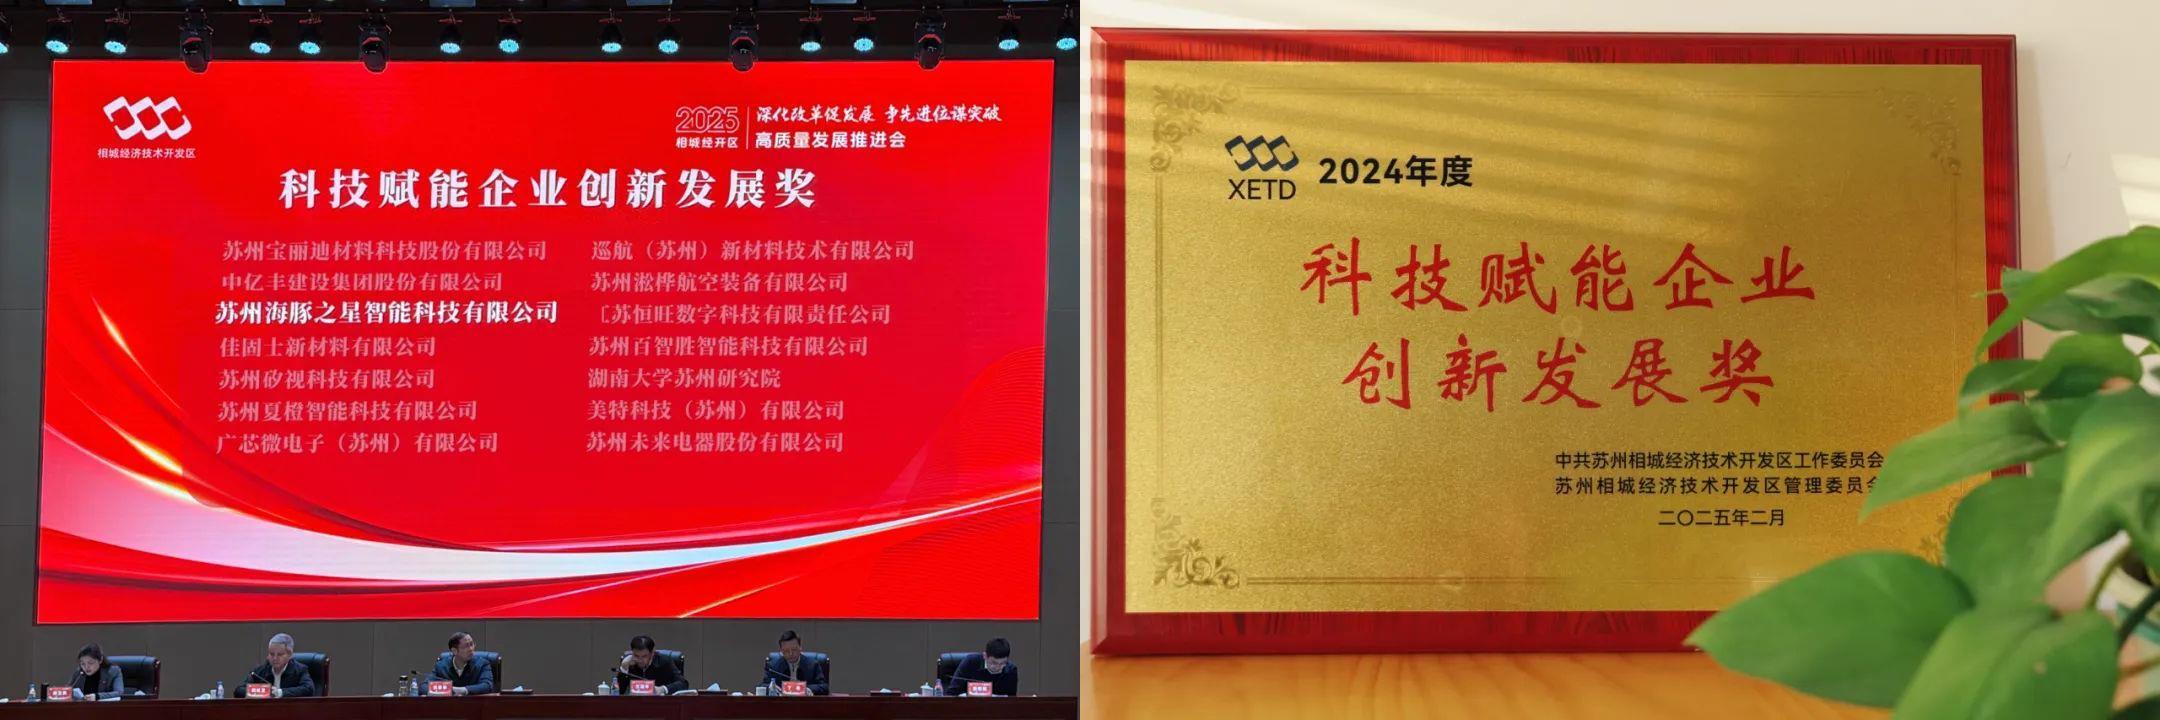 相城经济技术开发区
2025
相城经开区
深化改革促发展 争先进位谋突破
高质量发展推进会
科技赋能企业创新发展奖
苏州宝丽迪材料科技股份有限公司
中亿丰建设集团股份有限公司
苏州海豚之星智能科技有限公司
佳固士新材料有限公司
苏州矽视科技有限公司
苏州夏橙智能科技有限公司
广芯微电子（苏州）有限公司
巡航（苏州）新材料技术有限公司
苏州淞桦航空装备有限公司
苏恒旺数字科技有限责任公司
苏州百智胜智能科技有限公司
湖南大学苏州研究院
美特科技（苏州）有限公司
苏州未来电器股份有限公司
XETD
2024年度
科技赋能企业
创新发展奖
中共苏州相城经济技术开发区工作委员会
苏州相城经济技术开发区管理委员会
二〇二五年二月